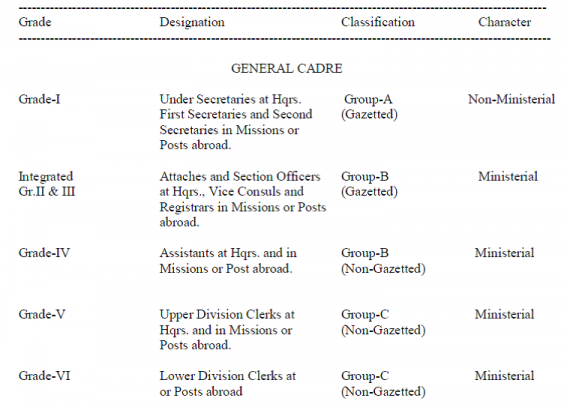 Grade Designation Classification Character
GENERAL CADRE
Grade-I Under Secretaries at Hqrs. Group-A Non-Ministerial
First Secretaries and Second (Gazetted)
Secretaries in Missions or
Posts abroad.
Integrated Attaches and Section Officers Group-B Ministerial
Gr.II & III at Hqrs., Vice Consuls and (Gazetted)
Registrars in Missions or Posts
abroad.
Grade-IV Assistants at Hqrs. and in Group-B Ministerial
Missions or Post abroad. (Non-Gazetted)
Grade-V Upper Division Clerks at Group-C Ministerial
Hqrs. and in Missions or (Non-Gazetted)
Posts abroad.
Grade-VI Lower Division Clerks at Group-C Ministerial
or Posts abroad (Non-Gazetted)